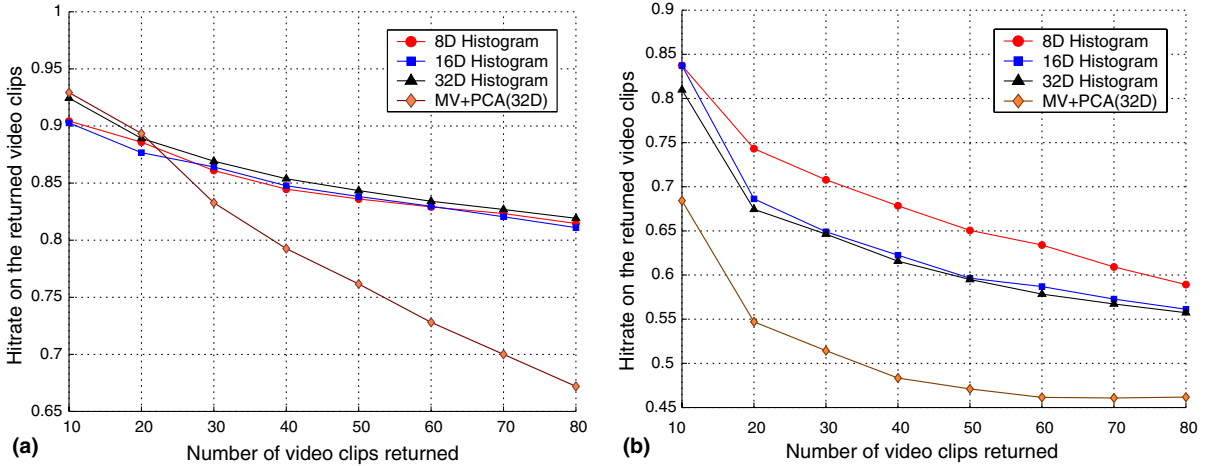 1
0.95
0.9
0.85
0.8
0.75
0.7
0.65
Hitrate on the returned video clips
8D Histogram
16D Histogram
32D Histogram
MV+PCA(32D)
10 20 30 40 50 60 70 80
Number of video clips returned
(a)
0.9
0.85
0.8
0.75
0.7
0.65
0.6
0.55
0.5
0.45
Hitrate on the returned video clips
8D Histogram
16D Histogram
32D Histogram
MV+PCA(32D)
10 20 30 40 50 60 70 80
Number of video clips returned
(b)